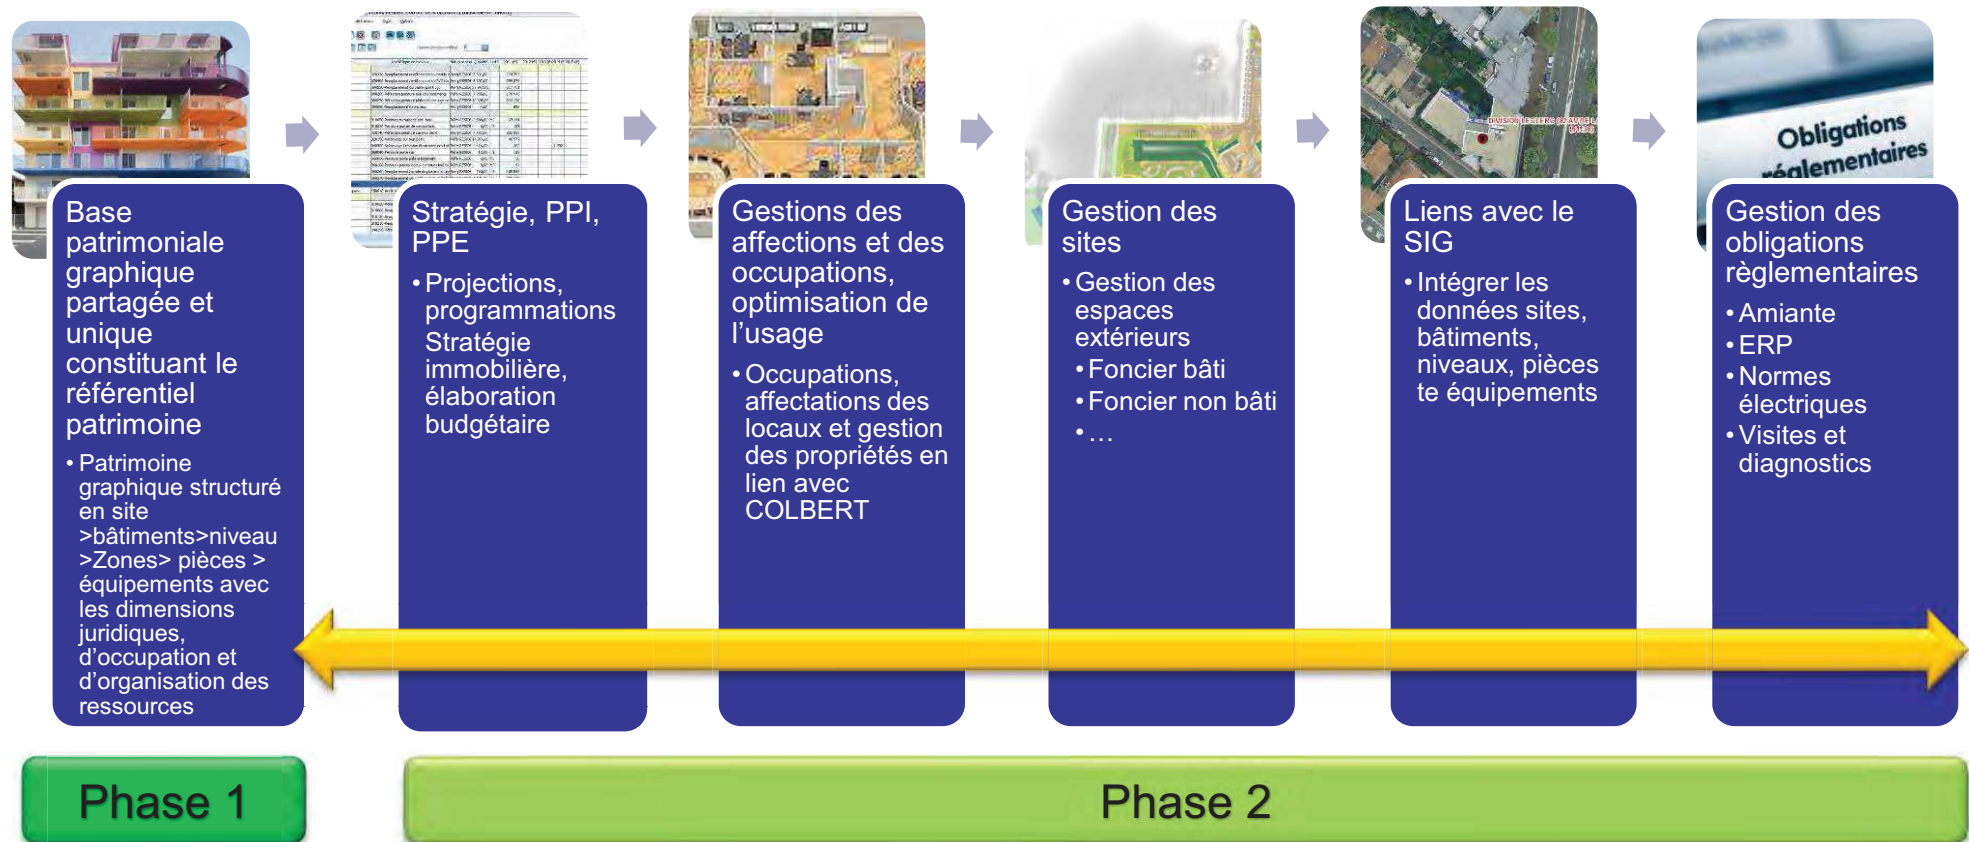 Obligations
réglementaires
DIVISION LECLERC
Base
patrimoniale
graphique
partagée et
unique
constituant le
référentiel
patrimoine
• Patrimoine
graphique structuré
en site
>bâtiments>niveau
>Zones> pièces >
équipements avec
les dimensions
juridiques,
d’occupation et
d’organisation des
ressources
Stratégie, PPI,
PPE
• Projections,
programmations
Stratégie
immobilière,
élaboration
budgétaire
Gestions des
affections et des
occupations,
optimisation de
l’usage
• Occupations,
affectations des
locaux et gestion
des propriétés en
lien avec
COLBERT
Gestion des
sites
• Gestion des
espaces
extérieurs
• Foncier bâti
• Foncier non bâti
• …
Liens avec le
SIG
• Intégrer les
données sites,
bâtiments,
niveaux, pièces
te équipements
Gestion des
obligations
règlementaires
• Amiante
• ERP
• Normes
électriques
• Visites et
diagnostics
Phase 1
Phase 2